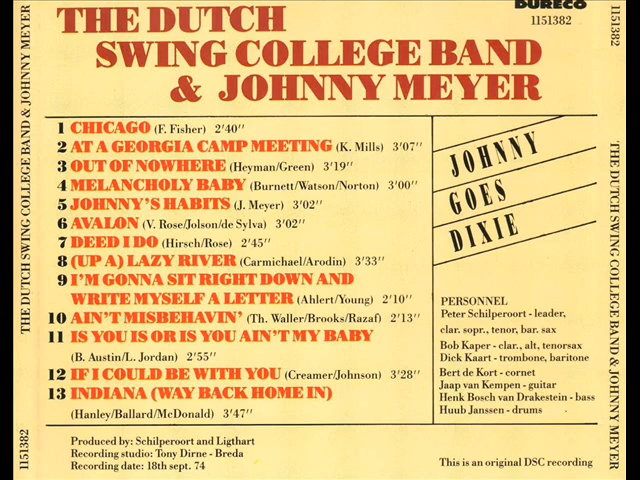 DURECO
1151382
THE DUTCH
SWING COLLEGE BAND
& JOHNNY MEYER
1 CHICAGO (F. Fisher) 2'40''
2 AT A GEORGIA CAMP MEETING (K. Mills) 3'07''
3 OUT OF NOWHERE (Heyman/Green) 3'19''
4 MELANCHOLY BABY (Burnett/Watson/Norton) 3'00''
5 JOHNNY'S HABITS (J. Meyer) 3'02''
6 AVALON (V. Rose/Jolson/de Sylva) 3'02''
7 DEED I DO (Hirsch/Rose) 2'45''
8 (UP A) LAZY RIVER (Carmichael/Arodin) 3'33''
9 I'M GONNA SIT RIGHT DOWN AND
WRITE MYSELF A LETTER (Ahlert/Young) 2'10''
10 AIN'T MISBEHAVIN' (Th. Waller/Brooks/Razaf) 2'13''
11 IS YOU IS OR IS YOU AIN'T MY BABY
(B. Austin/L. Jordan) 2'55''
12 IF I COULD BE WITH YOU (Creamer/Johnson) 3'28''
13 INDIANA (WAY BACK HOME IN)
(Hanley/Ballard/McDonald) 3'47''
JOHNNY
GOES
DIXIE
PERSONNEL
Peter Schilperoort - leader,
clar. sopr., tenor, bar. sax
Bob Kaper - clar., alt, tenorsax
Dick Kaart - trombone, baritone
Bert de Kort - cornet
Jaap van Kempen - guitar
Henk Bosch van Drakestein - bass
Huub Janssen - drums
Produced by: Schilperoort and Ligthart
Recording studio: Tony Dirne - Breda
Recording date: 18th sept. 74
This is an original DSC recording
1151382 THE DUTCH SWING COLLEGE BAND & JOHNNY MEYER
1151382 THE DUTCH SWING COLLEGE BAND & JOHNNY MEYER